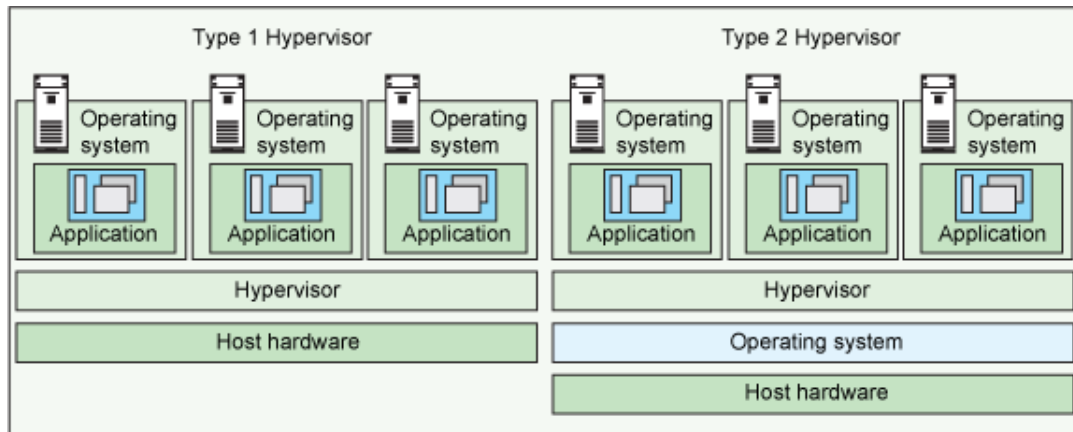 Type 1 Hypervisor
Operating
system
Application
Operating
system
Application
Operating
system
Application
Hypervisor
Host hardware
Type 2 Hypervisor
Operating
system
Application
Operating
system
Application
Operating
system
Application
Hypervisor
Operating system
Host hardware